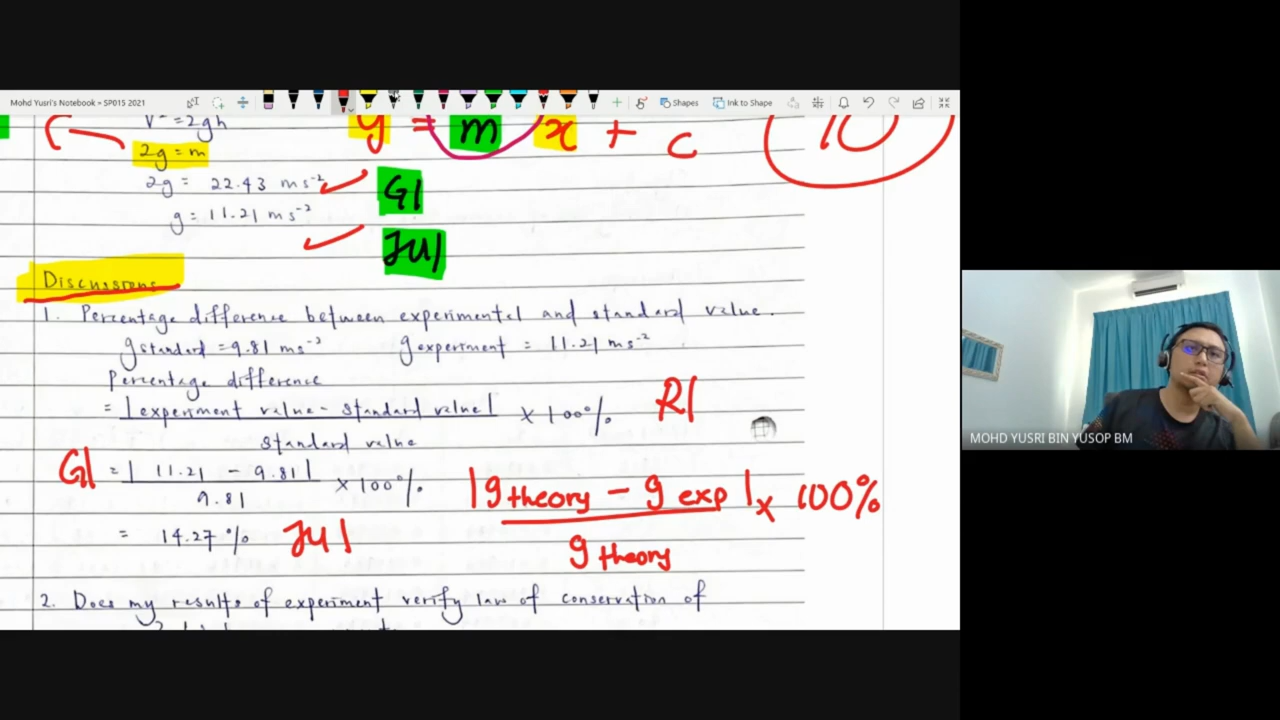 Mohd Yusri's Notebook » SP015 2021
Shapes
Ink to Shape
V² = 2gh
y = m x + c
10
2g = m
2g = 22.43 ms⁻²
G1
g = 11.21 ms⁻²
JU1
Discussions
1. Percentage difference between experimental and standard value.
g standard = 9.81 ms⁻² g experiment = 11.21 ms⁻²
percentage difference
= |experiment value - standard value| × 100%
standard value
R1
G1 = | 11.21 - 9.81 | × 100%
9.81
|g theory - g exp| × 100%
g theory
= 14.27 % JU1
2. Does my results of experiment verify law of conservation of
MOHD YUSRI BIN YUSOP BM